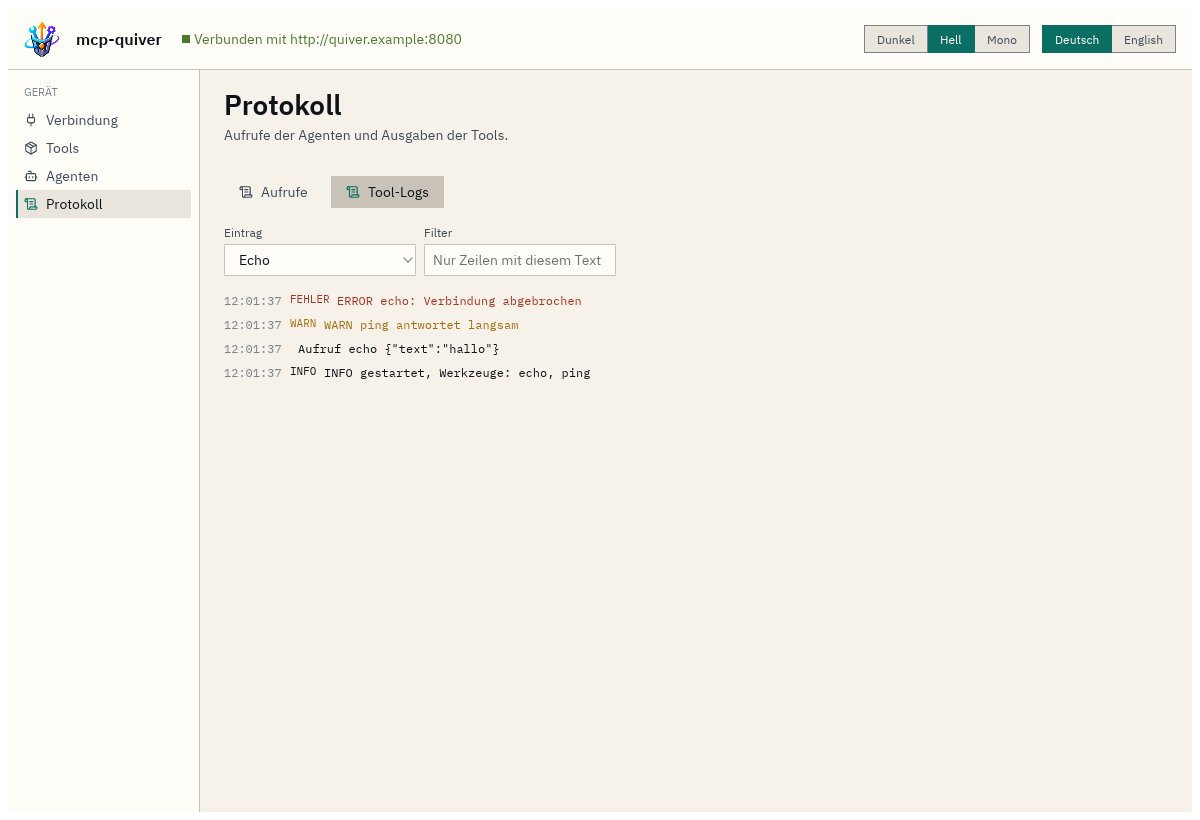 mcp-quiver
Verbunden mit http://quiver.example:8080
Dunkel Hell Mono Deutsch English
GERÄT
Verbindung
Tools
Agenten
Protokoll
Protokoll
Aufrufe der Agenten und Ausgaben der Tools.
Aufrufe Tool-Logs
Eintrag Filter
Echo Nur Zeilen mit diesem Text
12:01:37 FEHLER ERROR echo: Verbindung abgebrochen
12:01:37 WARN WARN ping antwortet langsam
12:01:37 Aufruf echo {"text":"hallo"}
12:01:37 INFO INFO gestartet, Werkzeuge: echo, ping